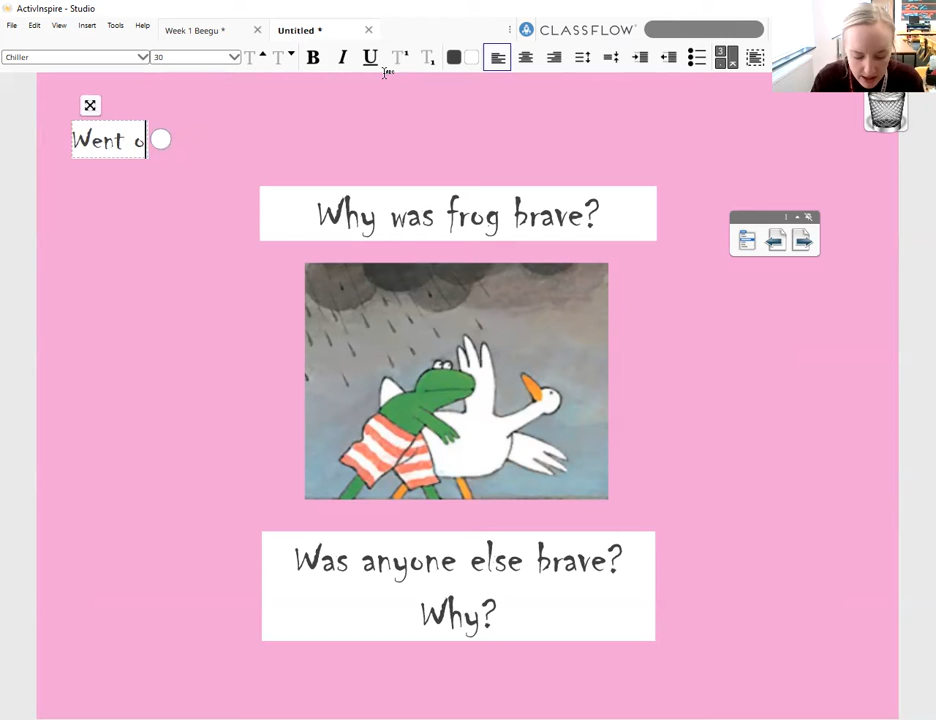 ActivInspire - Studio
File Edit View Insert Tools Help
Week 1 Beegu *
Untitled *
CLASSFLOW
Chiller
30
B I U
Went o
Why was frog brave?
Was anyone else brave?
Why?